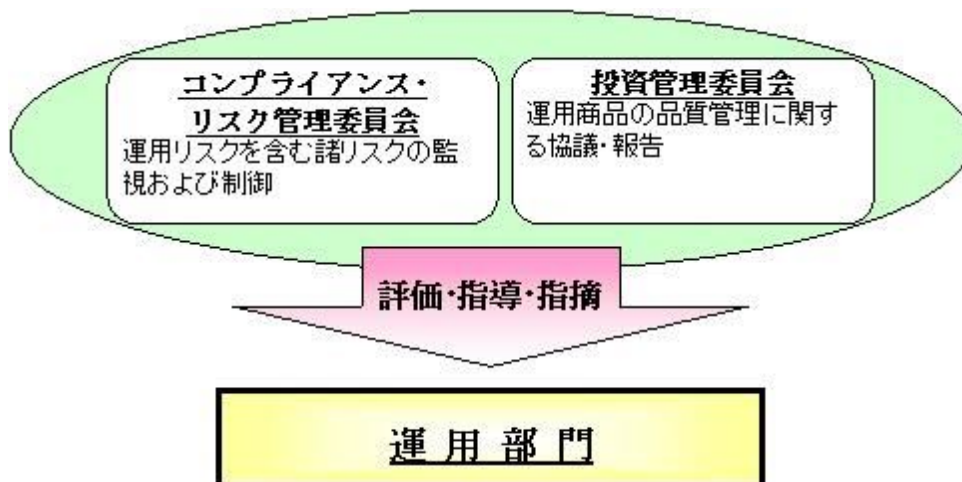 コンプライアンス・
リスク管理委員会
運用リスクを含む諸リスクの監
視および制御
投資管理委員会
運用商品の品質管理に関す
る協議・報告
評価・指導・指摘
運用部門